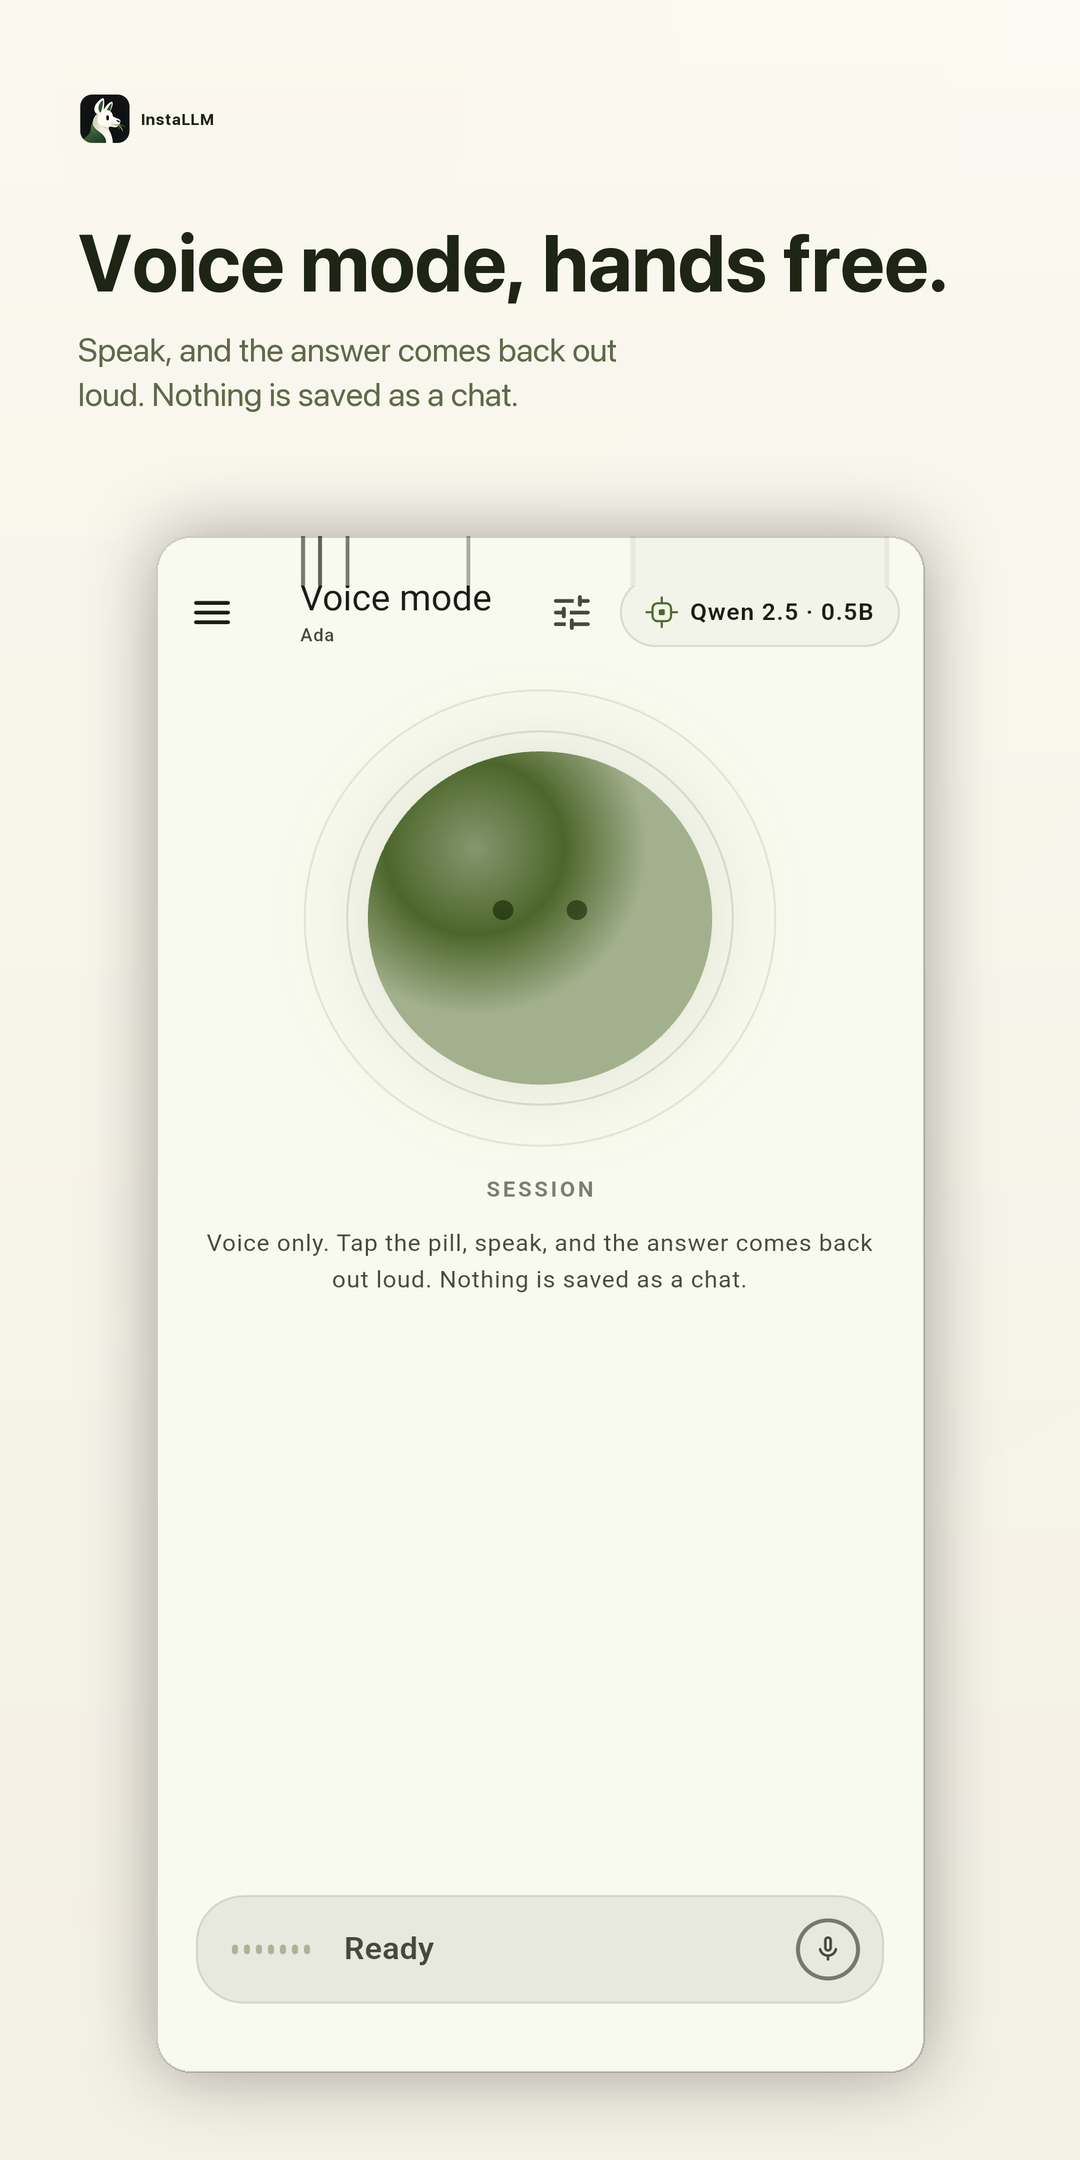 InstaLLM
Voice mode, hands free.
Speak, and the answer comes back out
loud. Nothing is saved as a chat.
Voice mode
Ada
Qwen 2.5 · 0.5B
SESSION
Voice only. Tap the pill, speak, and the answer comes back
out loud. Nothing is saved as a chat.
Ready